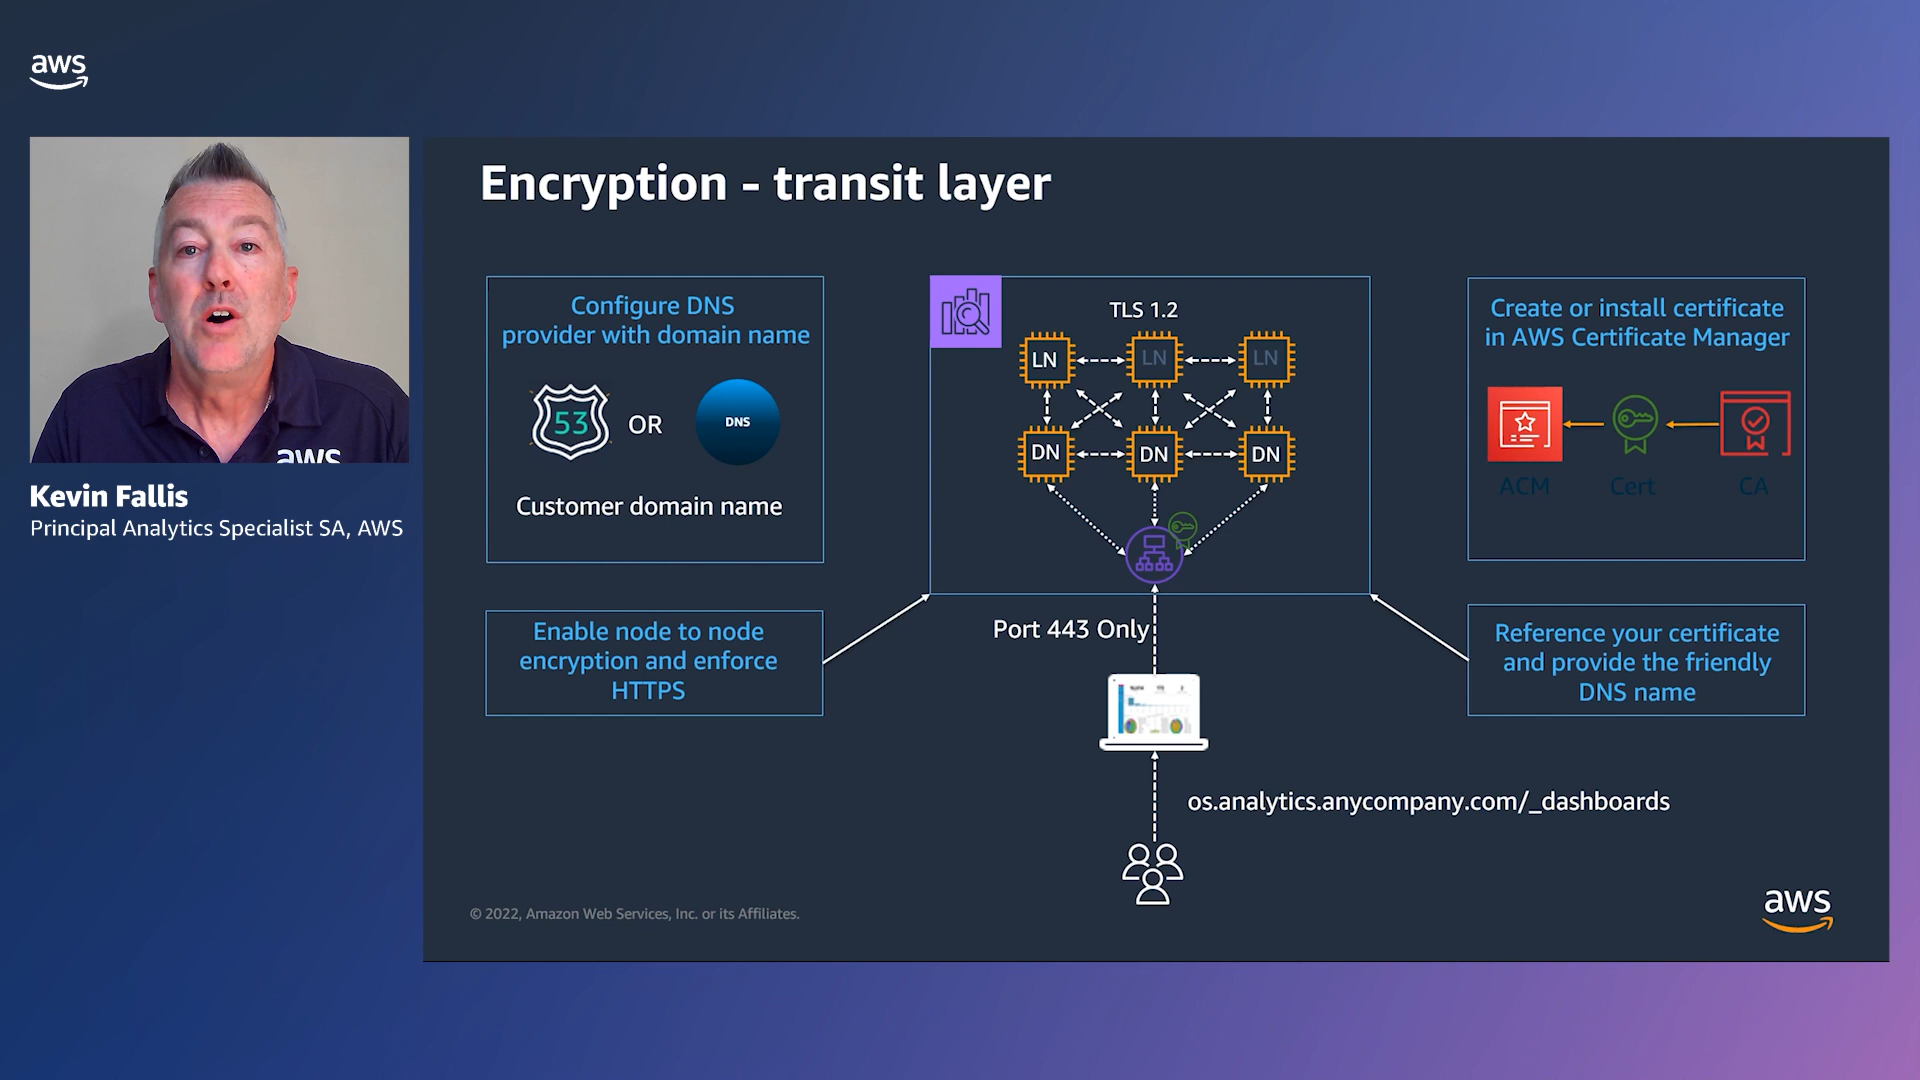 aws
aws
Kevin Fallis
Principal Analytics Specialist SA, AWS
Encryption - transit layer
Configure DNS
provider with domain name
53
OR
DNS
Customer domain name
Enable node to node
encryption and enforce
HTTPS
TLS 1.2
LN
LN
LN
DN
DN
DN
Port 443 Only
os.analytics.anycompany.com/_dashboards
Create or install certificate
in AWS Certificate Manager
ACM
Cert
CA
Reference your certificate
and provide the friendly
DNS name
© 2022, Amazon Web Services, Inc. or its Affiliates.
aws